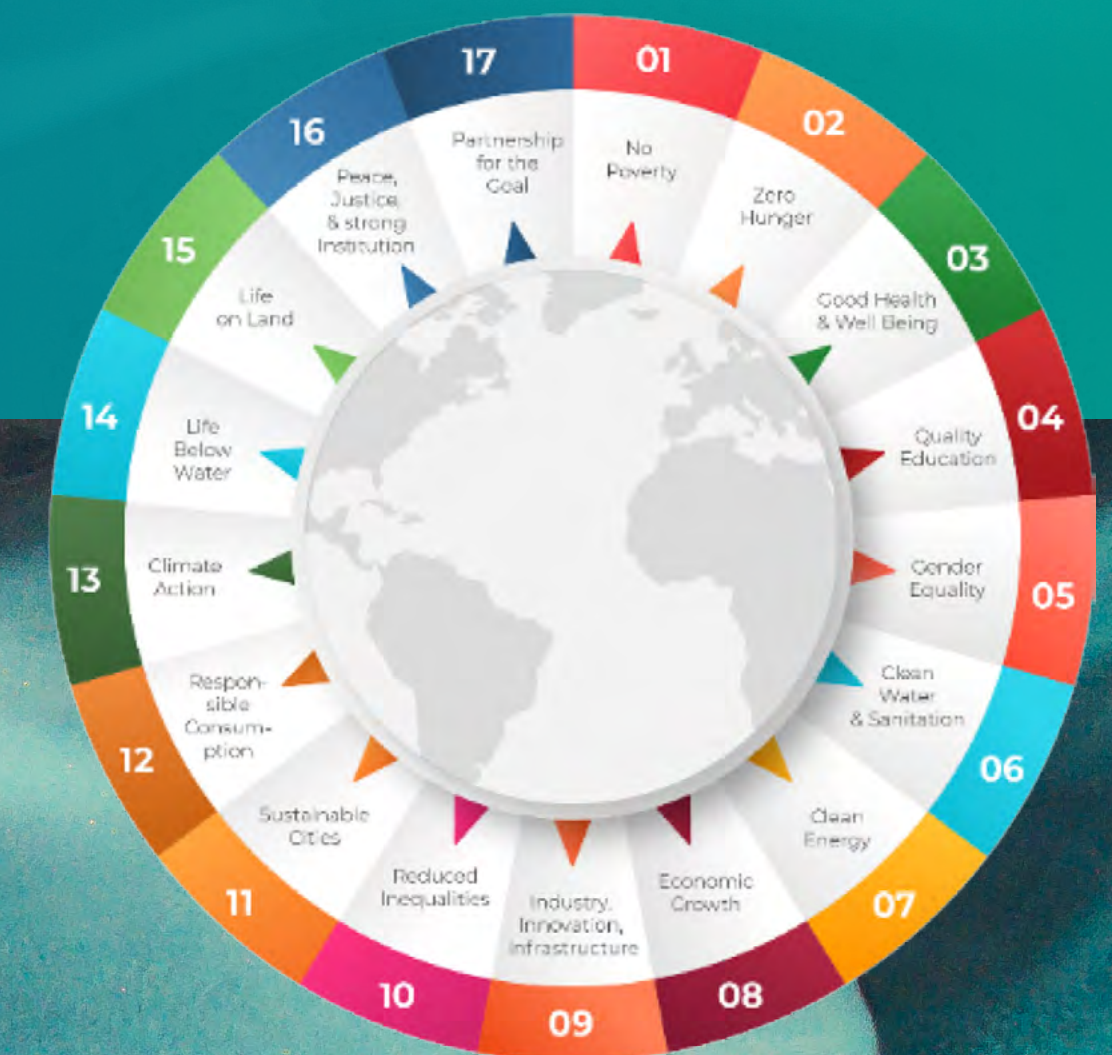 01
No
Poverty
02
Zero
Hunger
03
Good Health
& Well Being
04
Quality
Education
05
Gender
Equality
06
Clean
Water
& Sanitation
07
Clean
Energy
08
Economic
Growth
09
Industry,
Innovation,
Infrastructure
10
Reduced
Inequalities
11
Sustainable
Cities
12
Respon-
sible
Consum-
ption
13
Climate
Action
14
Life
Below
Water
15
Life
on Land
16
Peace,
Justice,
& strong
Institution
17
Partnership
for the
Goal